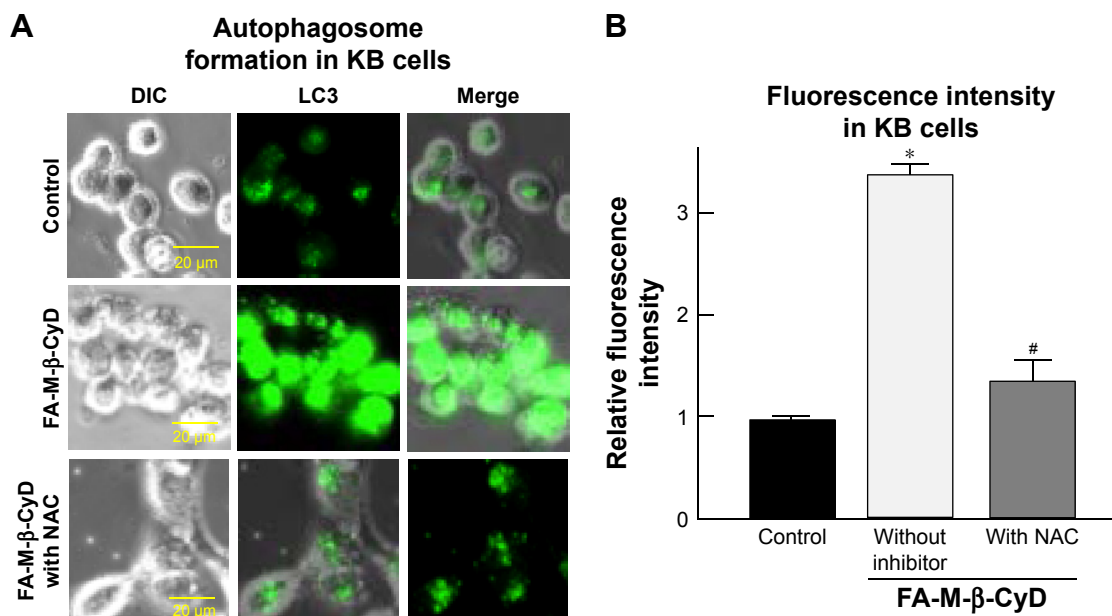 A
Autophagosome
formation in KB cells
DIC
LC3
Merge
Control
20 µm
FA-M-β-CyD
20 µm
FA-M-β-CyD
with NAC
20 µm
B
Fluorescence intensity
in KB cells
Relative fluorescence
intensity
3
2
1
0
*
#
Control
Without
inhibitor
With NAC
FA-M-β-CyD